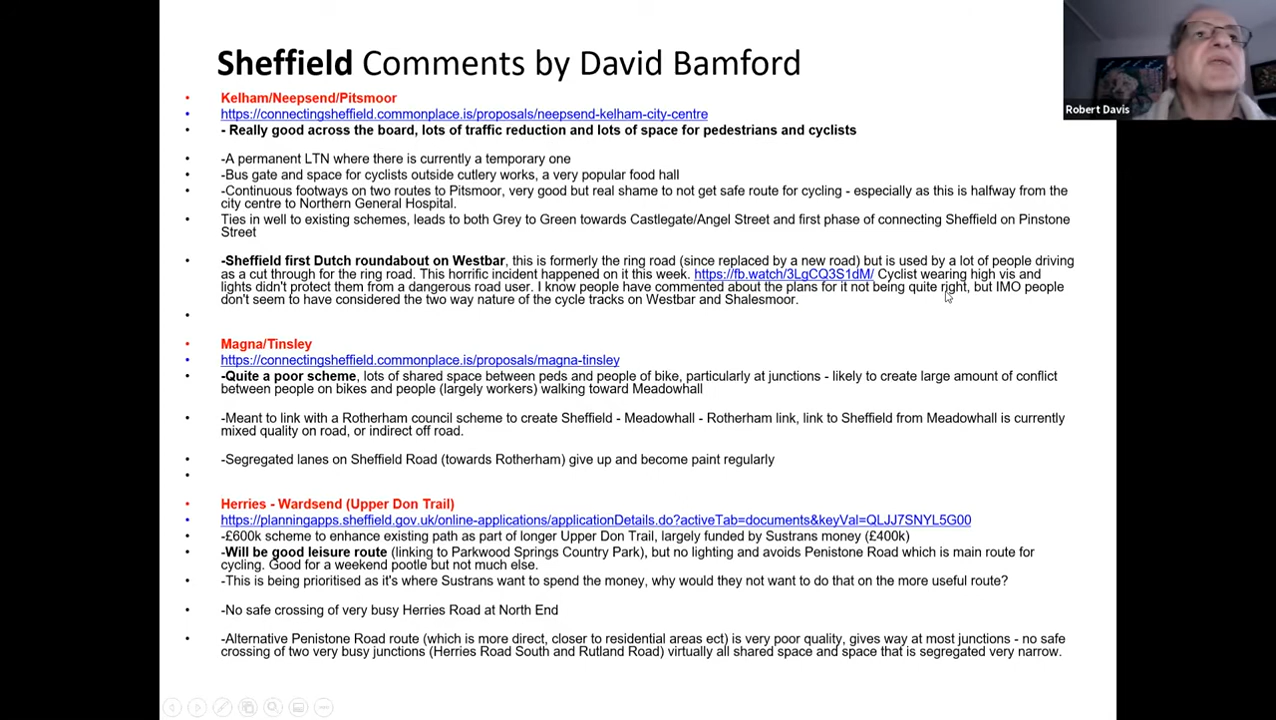 Sheffield Comments by David Bamford
Robert Davis
• Kelham/Neepsend/Pitsmoor
• https://connectingsheffield.commonplace.is/proposals/neepsend-kelham-city-centre
• - Really good across the board, lots of traffic reduction and lots of space for pedestrians and cyclists
• -A permanent LTN where there is currently a temporary one
• -Bus gate and space for cyclists outside cutlery works, a very popular food hall
• -Continuous footways on two routes to Pitsmoor, very good but real shame to not get safe route for cycling - especially as this is halfway from the
city centre to Northern General Hospital.
• Ties in well to existing schemes, leads to both Grey to Green towards Castlegate/Angel Street and first phase of connecting Sheffield on Pinstone
Street
• -Sheffield first Dutch roundabout on Westbar, this is formerly the ring road (since replaced by a new road) but is used by a lot of people driving
as a cut through for the ring road. This horrific incident happened on it this week. https://fb.watch/3LgCQ3S1dM/ Cyclist wearing high vis and
lights didn't protect them from a dangerous road user. I know people have commented about the plans for it not being quite right, but IMO people
don't seem to have considered the two way nature of the cycle tracks on Westbar and Shalesmoor.
•
• Magna/Tinsley
• https://connectingsheffield.commonplace.is/proposals/magna-tinsley
• -Quite a poor scheme, lots of shared space between peds and people of bike, particularly at junctions - likely to create large amount of conflict
between people on bikes and people (largely workers) walking toward Meadowhall
• -Meant to link with a Rotherham council scheme to create Sheffield - Meadowhall - Rotherham link, link to Sheffield from Meadowhall is currently
mixed quality on road, or indirect off road.
• -Segregated lanes on Sheffield Road (towards Rotherham) give up and become paint regularly
•
• Herries - Wardsend (Upper Don Trail)
• https://planningapps.sheffield.gov.uk/online-applications/applicationDetails.do?activeTab=documents&keyVal=QLJJ7SNYL5G00
• -£600k scheme to enhance existing path as part of longer Upper Don Trail, largely funded by Sustrans money (£400k)
• -Will be good leisure route (linking to Parkwood Springs Country Park), but no lighting and avoids Penistone Road which is main route for
cycling. Good for a weekend pootle but not much else.
• -This is being prioritised as it's where Sustrans want to spend the money, why would they not want to do that on the more useful route?
• -No safe crossing of very busy Herries Road at North End
• -Alternative Penistone Road route (which is more direct, closer to residential areas ect) is very poor quality, gives way at most junctions - no safe
crossing of two very busy junctions (Herries Road South and Rutland Road) virtually all shared space and space that is segregated very narrow.